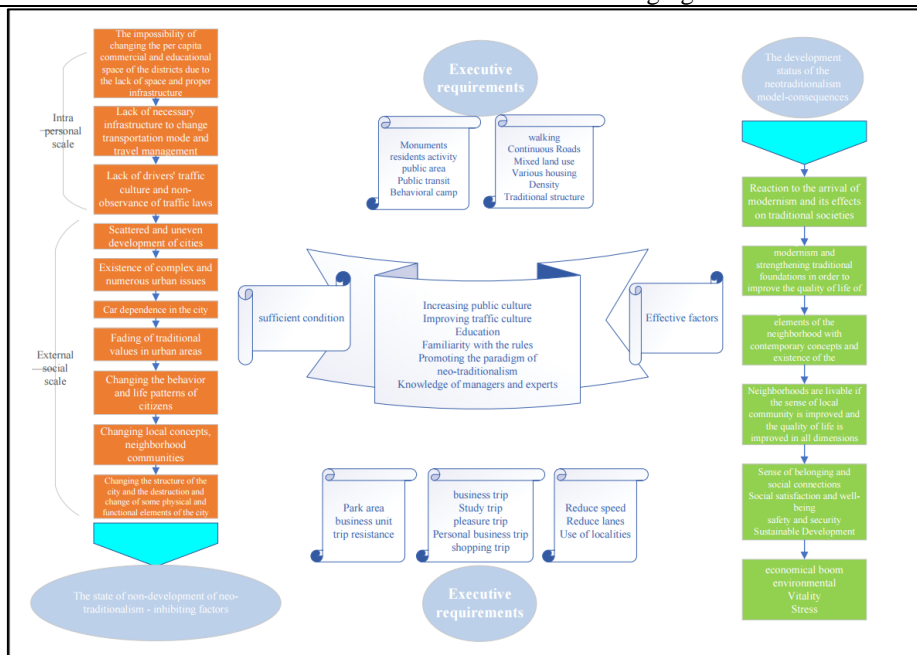 The impossibility of
changing the per capita
commercial and educational
space of the districts due to
the lack of space and proper
infrastructure
Lack of necessary
infrastructure to change
transportation mode and
travel management
Lack of drivers' traffic
culture and non-
observance of traffic laws
Scattered and uneven
development of cities
Existence of complex and
numerous urban issues
Car dependence in the city
Fading of traditional
values in urban areas
Changing the behavior
and life patterns of
citizens
Changing local concepts,
neighborhood
communities
Changing the structure of the
city and the destruction and
change of some physical and
functional elements of the city
The state of non-development of neo-
traditionalism - inhibiting factors
Intra
personal
scale
External
social
scale
Executive
requirements
Monuments
residents activity
public area
Public transit
Behavioral camp
walking
Continuous Roads
Mixed land use
Various housing
Density
Traditional structure
sufficient condition
Increasing public culture
Improving traffic culture
Education
Familiarity with the rules
Promoting the paradigm of
neo-traditionalism
Knowledge of managers and experts
Effective factors
Park area
business unit
trip resistance
business trip
Study trip
pleasure trip
Personal business trip
shopping trip
Reduce speed
Reduce lanes
Use of localities
Executive
requirements
The development
status of the
neotraditionalism
model-consequences
Reaction to the arrival of
modernism and its effects
on traditional societies
modernism and
strengthening traditional
foundations in order to
improve the quality of life of
elements of the
neighborhood with
contemporary concepts and
existence of the
Neighborhoods are livable if
the sense of local
community is improved and
the quality of life is
improved in all dimensions
Sense of belonging and
social connections
Social satisfaction and well-
being
safety and security
Sustainable Development
economical boom
environmental
Vitality
Stress